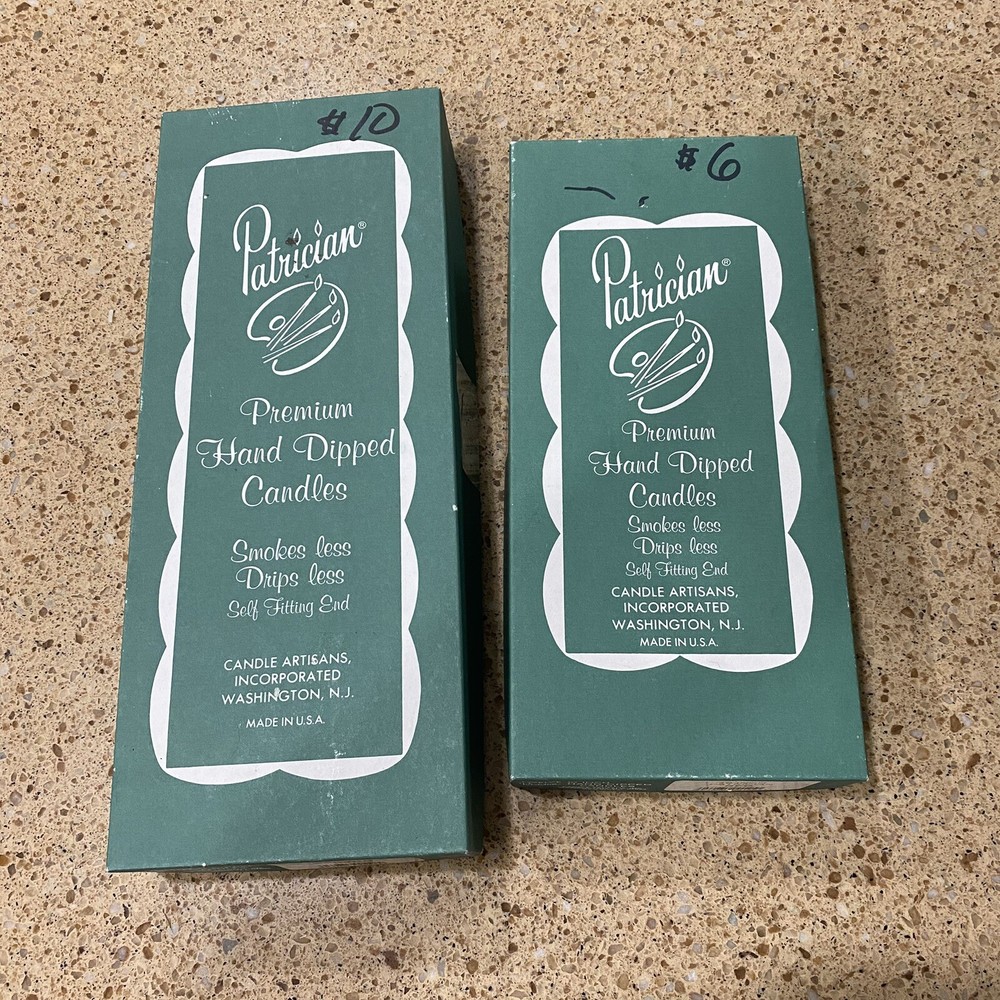 $10
Patrician®
Premium
Hand Dipped
Candles
Smokes less
Drips less
Self Fitting End
CANDLE ARTISANS,
INCORPORATED
WASHINGTON, N.J.
MADE IN U.S.A.
$6
Patrician®
Premium
Hand Dipped
Candles
Smokes less
Drips less
Self Fitting End
CANDLE ARTISANS,
INCORPORATED
WASHINGTON, N.J.
MADE IN U.S.A.